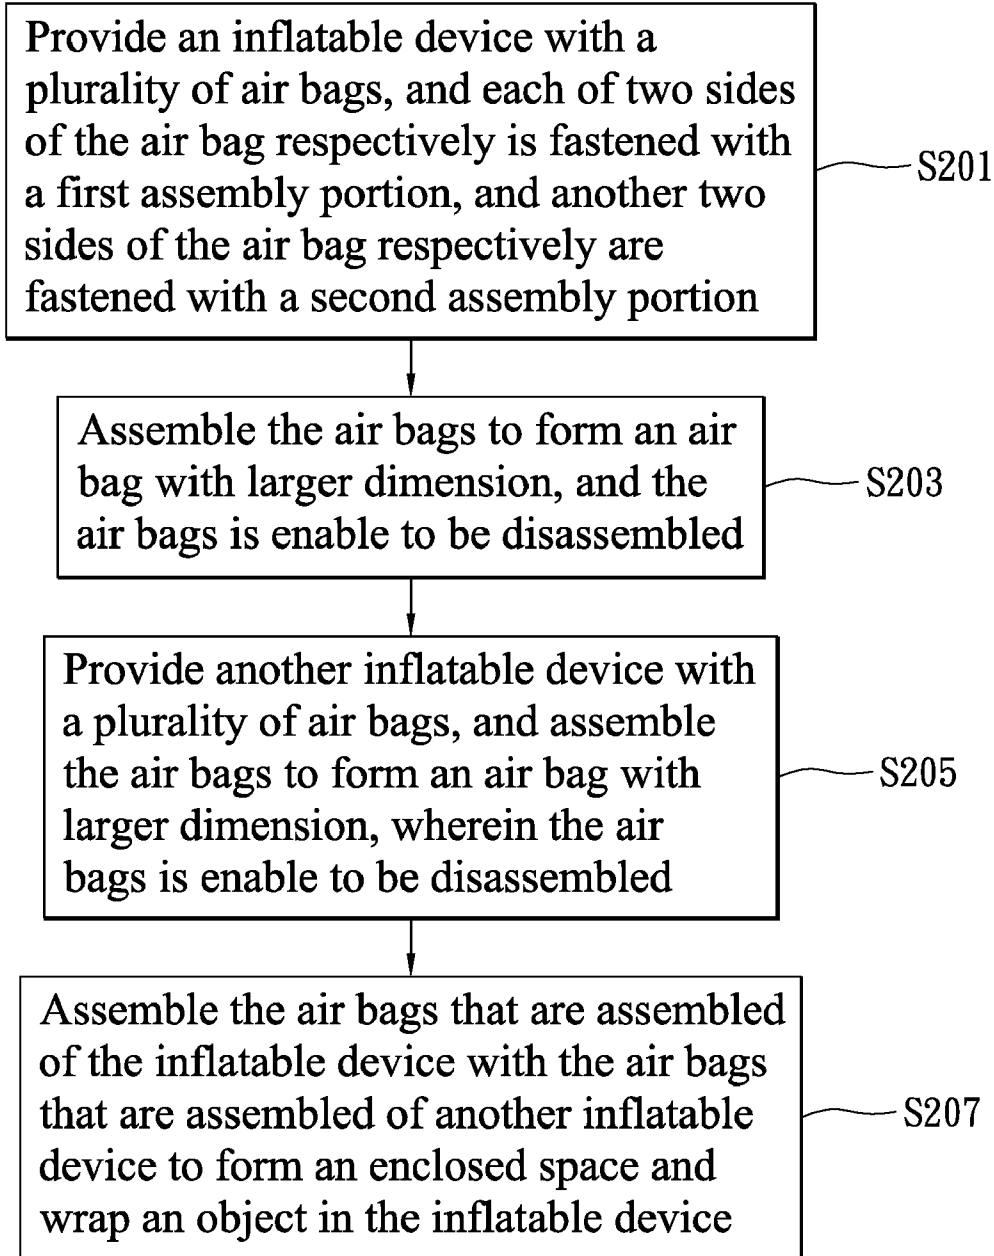 Provide an inflatable device with a
plurality of air bags, and each of two sides
of the air bag respectively is fastened with
a first assembly portion, and another two
sides of the air bag respectively are
fastened with a second assembly portion
S201
Assemble the air bags to form an air
bag with larger dimension, and the
air bags is enable to be disassembled
S203
Provide another inflatable device with
a plurality of air bags, and assemble
the air bags to form an air bag with
larger dimension, wherein the air
bags is enable to be disassembled
S205
Assemble the air bags that are assembled
of the inflatable device with the air bags
that are assembled of another inflatable
device to form an enclosed space and
wrap an object in the inflatable device
S207